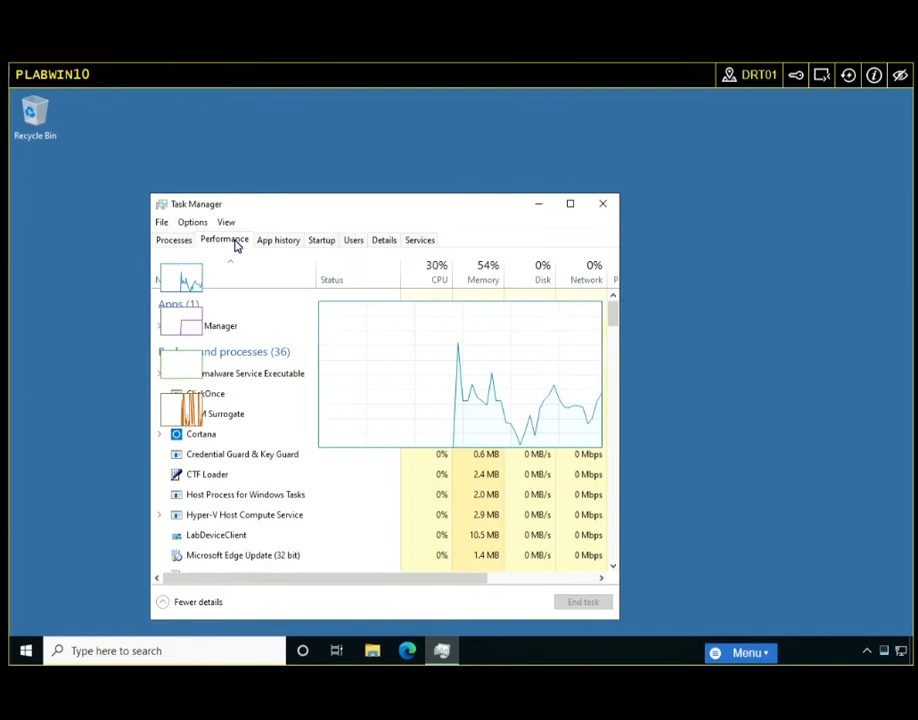 PLABWIN10
DRT01
Recycle Bin
Task Manager
File Options View
Processes Performance App history Startup Users Details Services
30% 54% 0% 0%
Status CPU Memory Disk Network P
Apps (1)
Manager
und processes (36)
malware Service Executable
ClickOnce
M Surrogate
Cortana
Credential Guard & Key Guard 0% 0.6 MB 0 MB/s 0 Mbps
CTF Loader 0% 2.4 MB 0 MB/s 0 Mbps
Host Process for Windows Tasks 0% 2.0 MB 0 MB/s 0 Mbps
Hyper-V Host Compute Service 0% 2.9 MB 0 MB/s 0 Mbps
LabDeviceClient 0% 10.5 MB 0 MB/s 0 Mbps
Microsoft Edge Update (32 bit) 0% 1.4 MB 0 MB/s 0 Mbps
Fewer details End task
Type here to search Menu